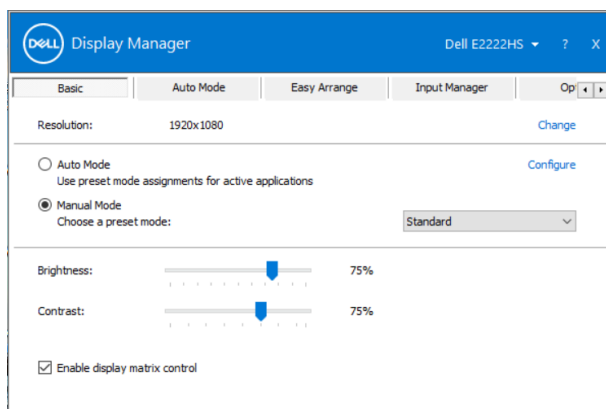 DELL Display Manager Dell E2222HS ? X
Basic Auto Mode Easy Arrange Input Manager Op
Resolution: 1920x1080 Change
Auto Mode Configure
Use preset mode assignments for active applications
Manual Mode
Choose a preset mode: Standard
Brightness: 75%
Contrast: 75%
Enable display matrix control